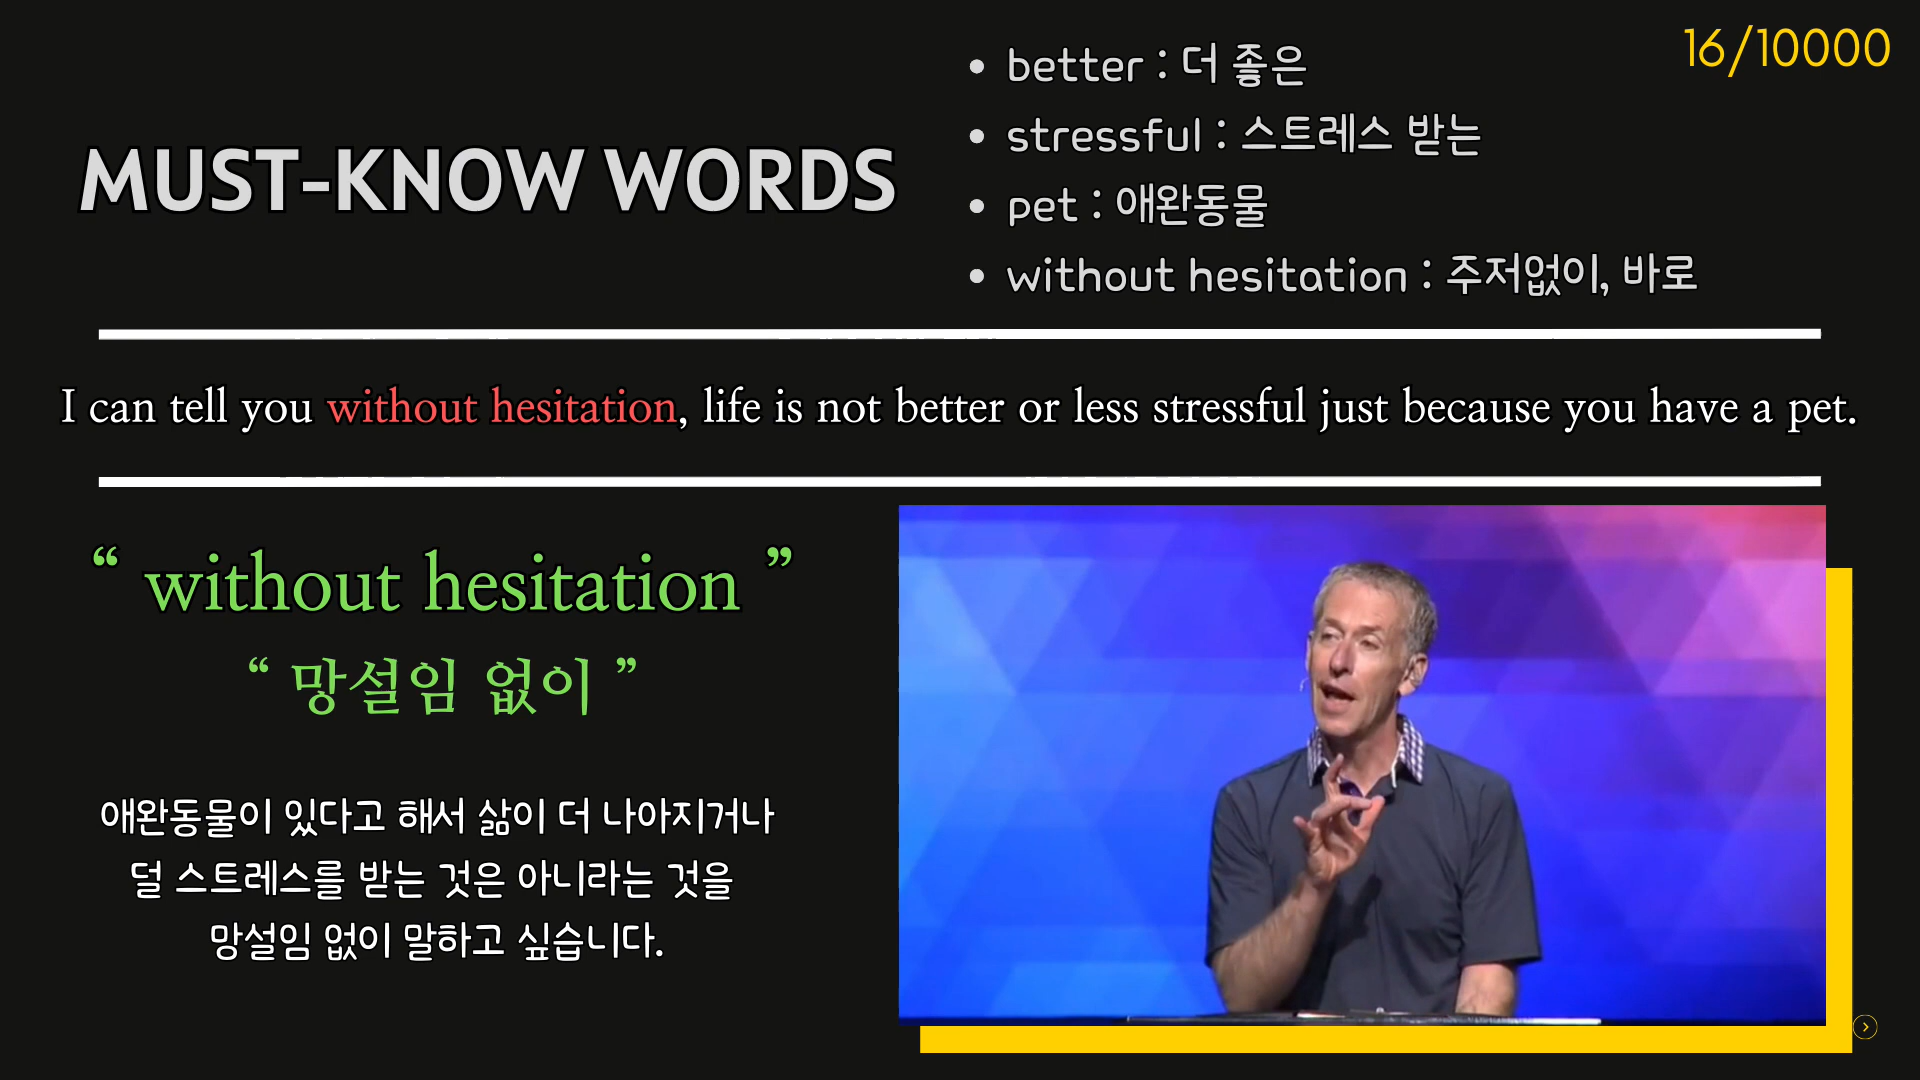 16/10000
MUST-KNOW WORDS
• better : 더 좋은
• stressful : 스트레스 받는
• pet : 애완동물
• without hesitation : 주저없이, 바로
I can tell you without hesitation, life is not better or less stressful just because you have a pet.
“ without hesitation ”
“ 망설임 없이 ”
애완동물이 있다고 해서 삶이 더 나아지거나
덜 스트레스를 받는 것은 아니라는 것을
망설임 없이 말하고 싶습니다.